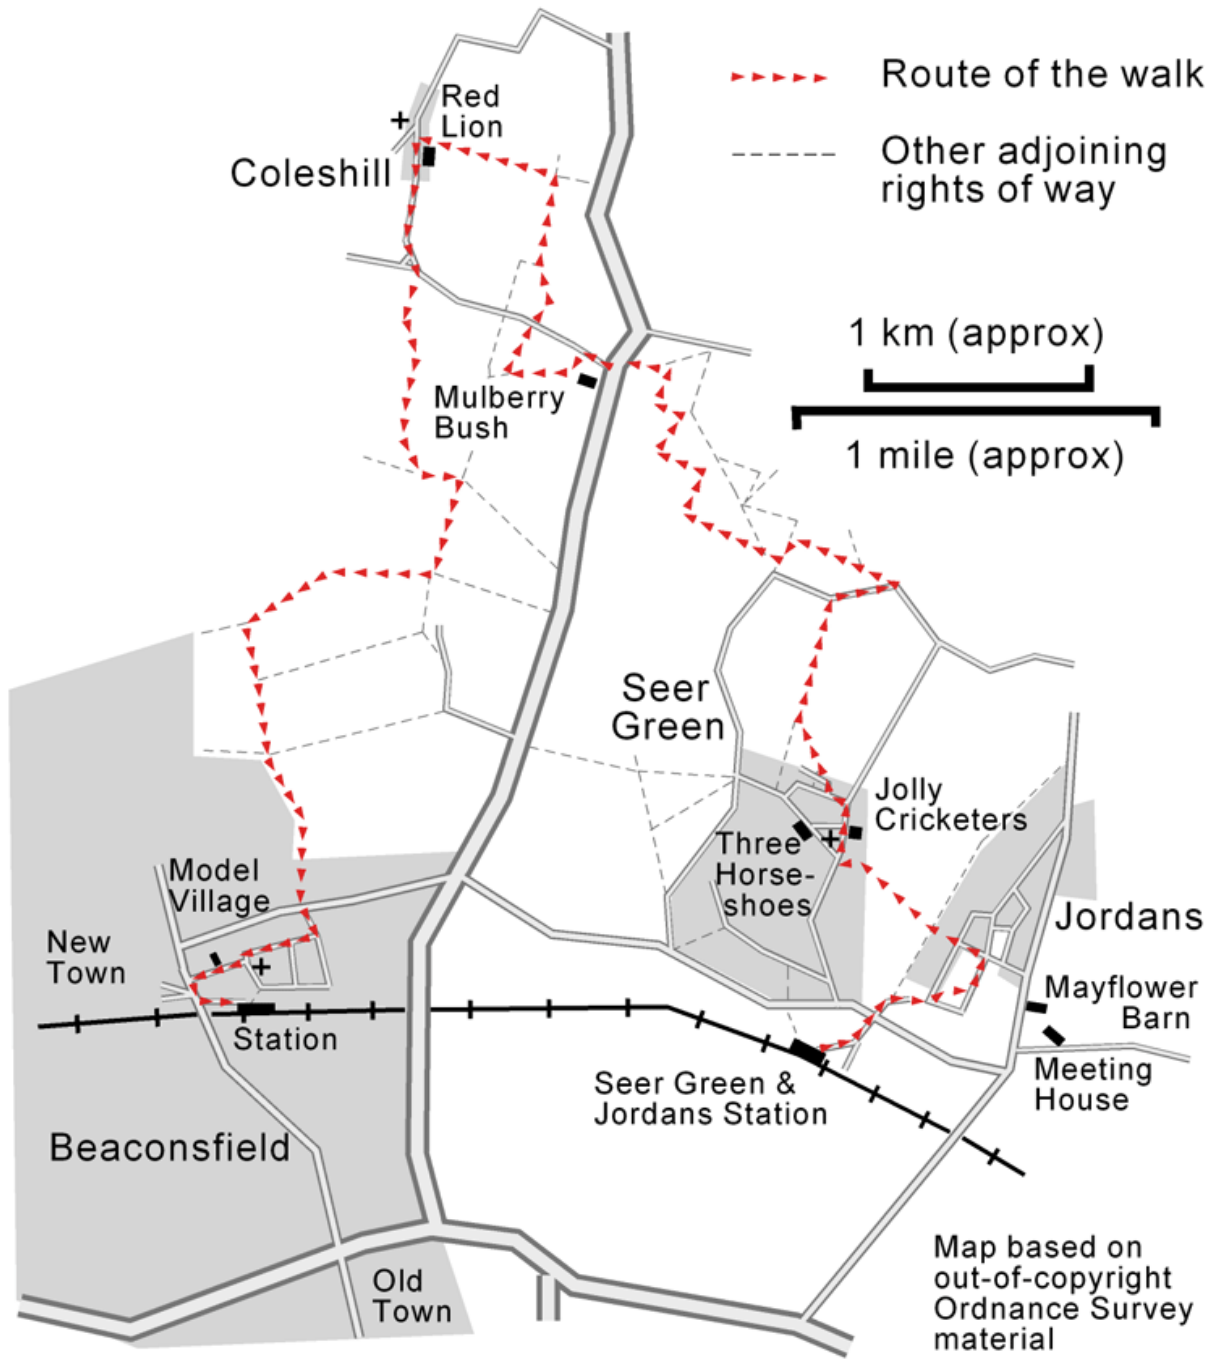 Route of the walk
Other adjoining
rights of way
Red
Lion
Coleshill
1 km (approx)
1 mile (approx)
Mulberry
Bush
Seer
Green
Jolly
Cricketers
Three
Horse-
shoes
Model
Village
New
Town
Station
Jordans
Mayflower
Barn
Meeting
House
Seer Green &
Jordans Station
Beaconsfield
Old
Town
Map based on
out-of-copyright
Ordnance Survey
material